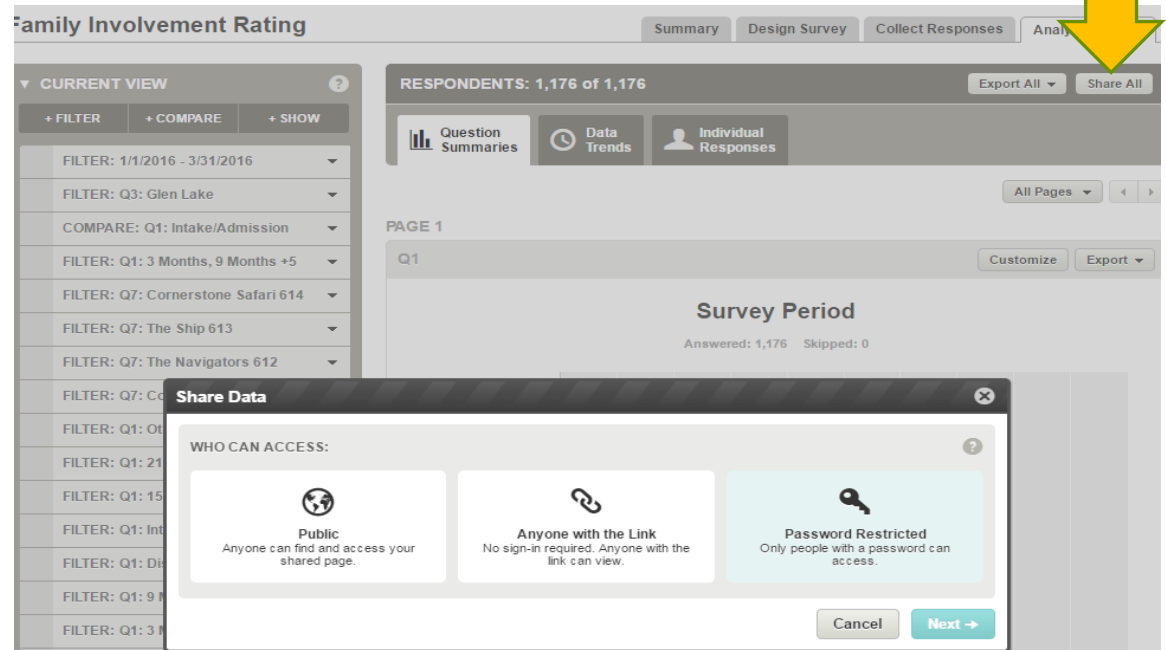 Family Involvement Rating
Summary
Design Survey
Collect Responses
CURRENT VIEW
?
+ FILTER
+ COMPARE
+ SHOW
FILTER: 1/1/2016 - 3/31/2016
FILTER: Q3: Glen Lake
COMPARE: Q1: Intake/Admission
FILTER: Q1: 3 Months, 9 Months +5
FILTER: Q7: Cornerstone Safari 614
FILTER: Q7: The Ship 613
FILTER: Q7: The Navigators 612
FILTER: Q7:
FILTER: Q1:
FILTER: Q1: 21
FILTER: Q1: 15
FILTER: Q1:
FILTER: Q1:
FILTER: Q1: 9
FILTER: Q1: 3
RESPONDENTS: 1,176 of 1,176
Export All
Share All
Question
Summaries
Data
Trends
Individual
Responses
All Pages
PAGE 1
Q1
Customize
Export
Survey Period
Answered: 1,176 Skipped: 0
Share Data
WHO CAN ACCESS:
?
Public
Anyone can find and access your
shared page.
Anyone with the Link
No sign-in required. Anyone with the
link can view.
Password Restricted
Only people with a password can
access.
Cancel
Next →